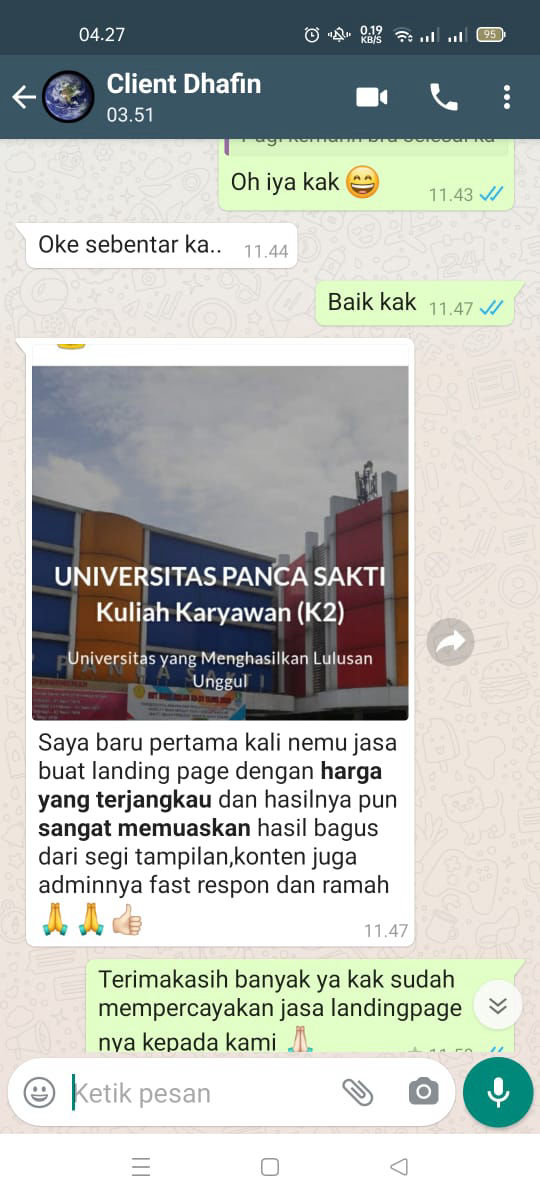 04.27
0.19
KB/S
95
Client Dhafin
03.51
Oh iya kak 😄
11.43
Oke sebentar ka..
11.44
Baik kak
11.47
UNIVERSITAS PANCA SAKTI
Kuliah Karyawan (K2)
Universitas yang Menghasilkan Lulusan
Unggul
PANCA SAKTI
Saya baru pertama kali nemu jasa
buat landing page dengan harga
yang terjangkau dan hasilnya pun
sangat memuaskan hasil bagus
dari segi tampilan,konten juga
adminnya fast respon dan ramah
🙏 🙏 👍🏻
11.47
Terimakasih banyak ya kak sudah
mempercayakan jasa landingpage
nya kepada kami 🙏🏻
Ketik pesan